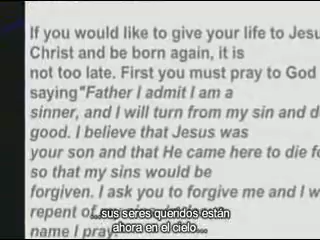 If you would like to give your life to Jesu
Christ and be born again, it is
not too late. First you must pray to God
saying"Father I admit I am a
sinner, and I will turn from my sin and d
good. I believe that Jesus was
your son and that He came here to die fo
so that my sins would be
forgiven. I ask you to forgive me and I w
repent of
name I pray.
...sus seres queridos están
ahora en el cielo...